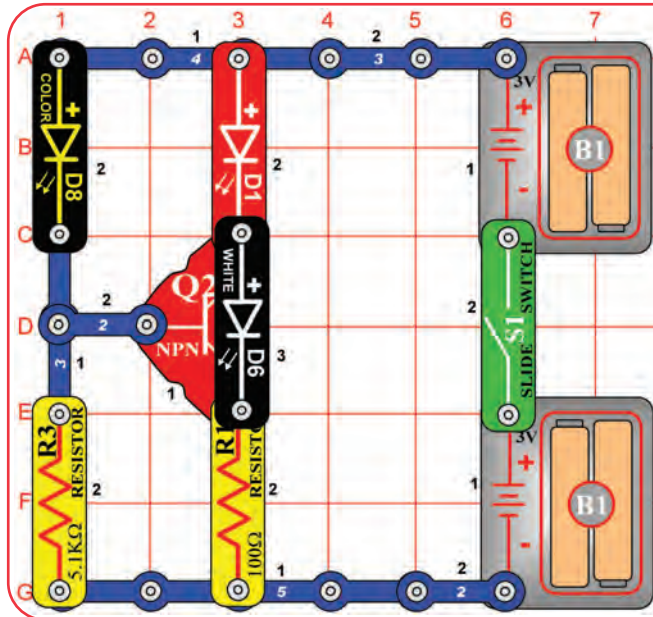 1 2 3 4 5 6 7
A
B
C
D
E
F
G
1
4
2
3
COLOR
+
D8
2
+
D1
2
3V
+
-
B1
1
WHITE
+
D6
3
Q2
NPN
1
2
2
3
1
S1
SLIDE SWITCH
2
R3
RESISTOR
5.1KΩ
2
R1
RESISTOR
100Ω
2
3V
+
-
B1
1
1
5
2
2